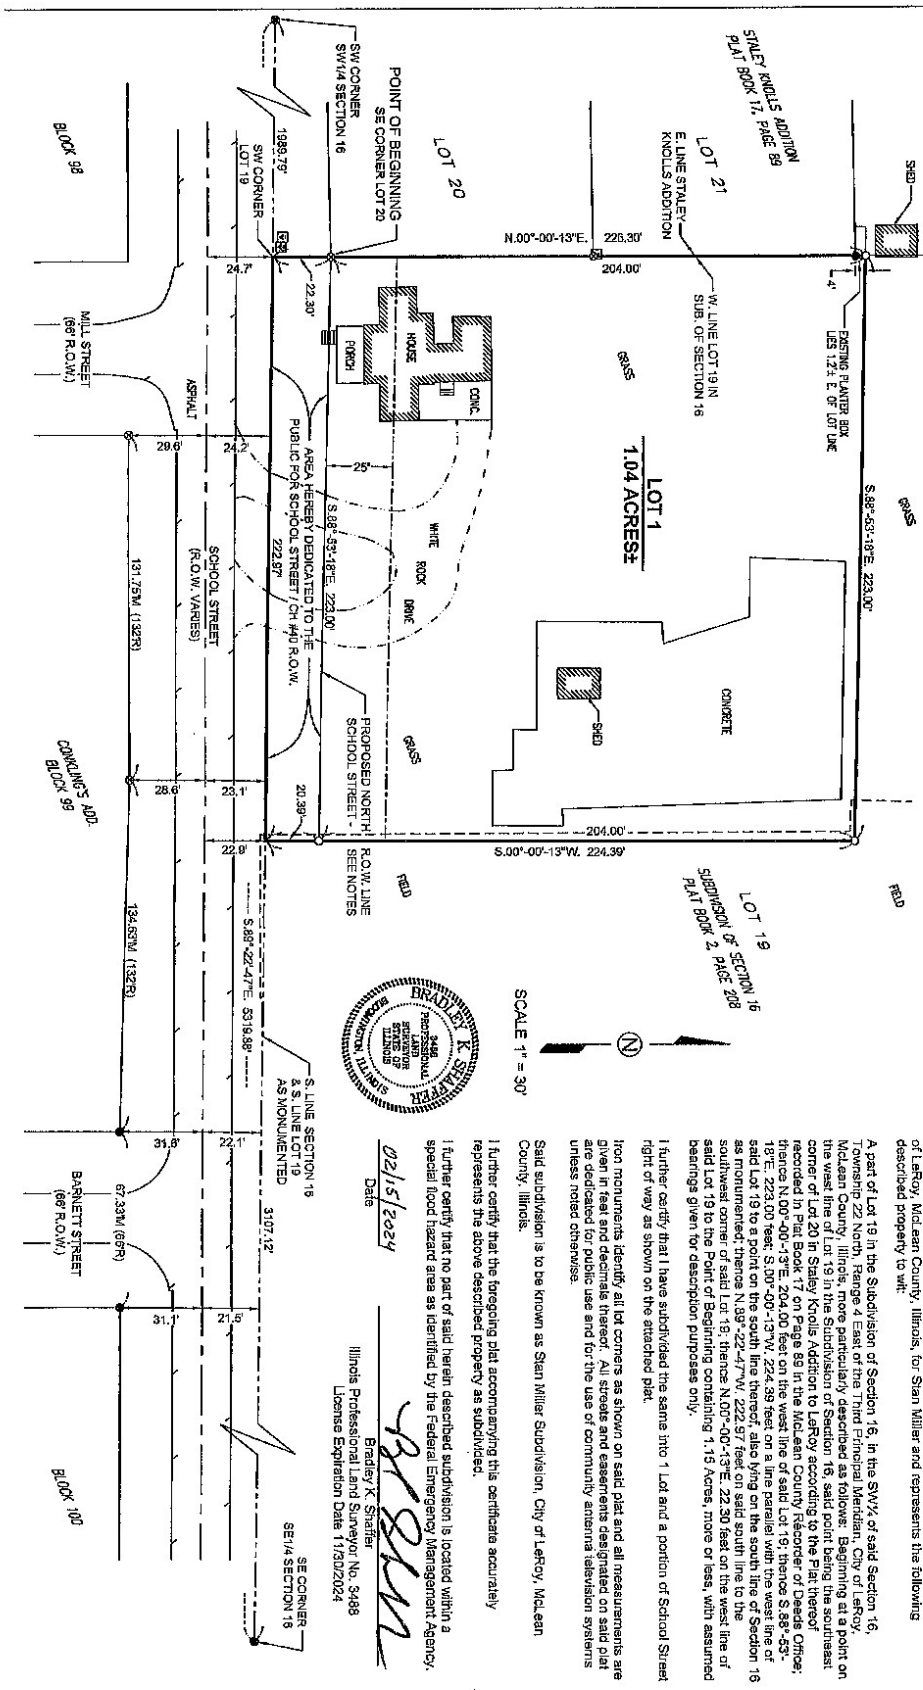 STALEY KNOLLS ADDITION
PLAT BOOK 17, PAGE 89
SHED
LOT 21
E. LINE STALEY
KNOLLS ADDITION
LOT 20
POINT OF BEGINNING
SE CORNER LOT 20
SW CORNER
SW1/4 SECTION 16
1989.79'
SW CORNER
LOT 19
BLOCK 98
N.00°-00'-13"E. 226.30'
204.00'
4'
EXISTING PLANTER BOX
LIES 1.2'± E. OF LOT LINE
W. LINE LOT 19 IN
SUB. OF SECTION 16
GRASS
GRASS
S.88°-53'-18"E. 223.00'
LOT 1
1.04 ACRES±
HOUSE
PORCH
CONC.
22.30'
24.7'
MILL STREET
(66' R.O.W.)
ASPHALT
29.6'
24.2'
25'
WHITE
ROCK
DRIVE
S.88°-53'-18"E. 223.00'
AREA HEREBY DEDICATED TO THE
PUBLIC FOR SCHOOL STREET / CH #40 R.O.W.
222.97'
SCHOOL STREET
(R.O.W. VARIES)
131.75'M (132'R)
CONCRETE
SHED
GRASS
PROPOSED NORTH R.O.W. LINE
SCHOOL STREET - SEE NOTES
20.39'
23.1'
28.6'
22.9'
CONKLING'S ADD.
BLOCK 99
204.00'
S.00°-00'-13"W. 224.39'
FIELD
FIELD
LOT 19
SUBDIVISION OF SECTION 16
PLAT BOOK 2, PAGE 208
S.89°-22'-47"E. 5319.88'
134.63'M (132'R)
SCALE 1" = 30'
N
BRADLEY K. SHAFFER
3488
PROFESSIONAL
LAND
SURVEYOR
STATE OF
ILLINOIS
BLOOMINGTON, ILLINOIS
S. LINE SECTION 16
& S. LINE LOT 19
AS MONUMENTED
3107.12'
31.6'
22.1'
67.33'M (66'R)
BARNETT STREET
(66' R.O.W.)
31.1'
21.5'
BLOCK 100
SE CORNER
SE1/4 SECTION 16
of LeRoy, McLean County, Illinois, for Stan Miller and represents the following
described property to wit:
A part of Lot 19 in the Subdivision of Section 16, in the SW¼ of said Section 16,
Township 22 North, Range 4 East of the Third Principal Meridian, City of LeRoy,
McLean County, Illinois, more particularly described as follows: Beginning at a point on
the west line of Lot 19 in the Subdivision of Section 16, said point being the southeast
corner of Lot 20 in Staley Knolls Addition to LeRoy according to the Plat thereof
recorded in Plat Book 17 on Page 89 in the McLean County Recorder of Deeds Office;
thence N.00°-00'-13"E. 204.00 feet on the west line of said Lot 19; thence S.88°-53'-
18"E. 223.00 feet; S.00°-00'-13"W. 224.39 feet on a line parallel with the west line of
said Lot 19 to a point on the south line thereof, also lying on the south line of Section 16
as monumented; thence N.89°-22'-47"W. 222.97 feet on said south line to the
southwest corner of said Lot 19; thence N.00°-00'-13"E. 22.30 feet on the west line of
said Lot 19 to the Point of Beginning containing 1.15 Acres, more or less, with assumed
bearings given for description purposes only.
I further certify that I have subdivided the same into 1 Lot and a portion of School Street
right of way as shown on the attached plat.
Iron monuments identify all lot corners as shown on said plat and all measurements are
given in feet and decimals thereof. All streets and easements designated on said plat
are dedicated for public use and for the use of community antenna television systems
unless noted otherwise.
Said subdivision is to be known as Stan Miller Subdivision, City of LeRoy, McLean
County, Illinois.
I further certify that the foregoing plat accompanying this certificate accurately
represents the above described property as subdivided.
I further certify that no part of said herein described subdivision is located within a
special flood hazard area as identified by the Federal Emergency Management Agency.
02/15/2024
Date
Bradley K. Shaffer
Illinois Professional Land Surveyor No. 3488
License Expiration Date 11/30/2024